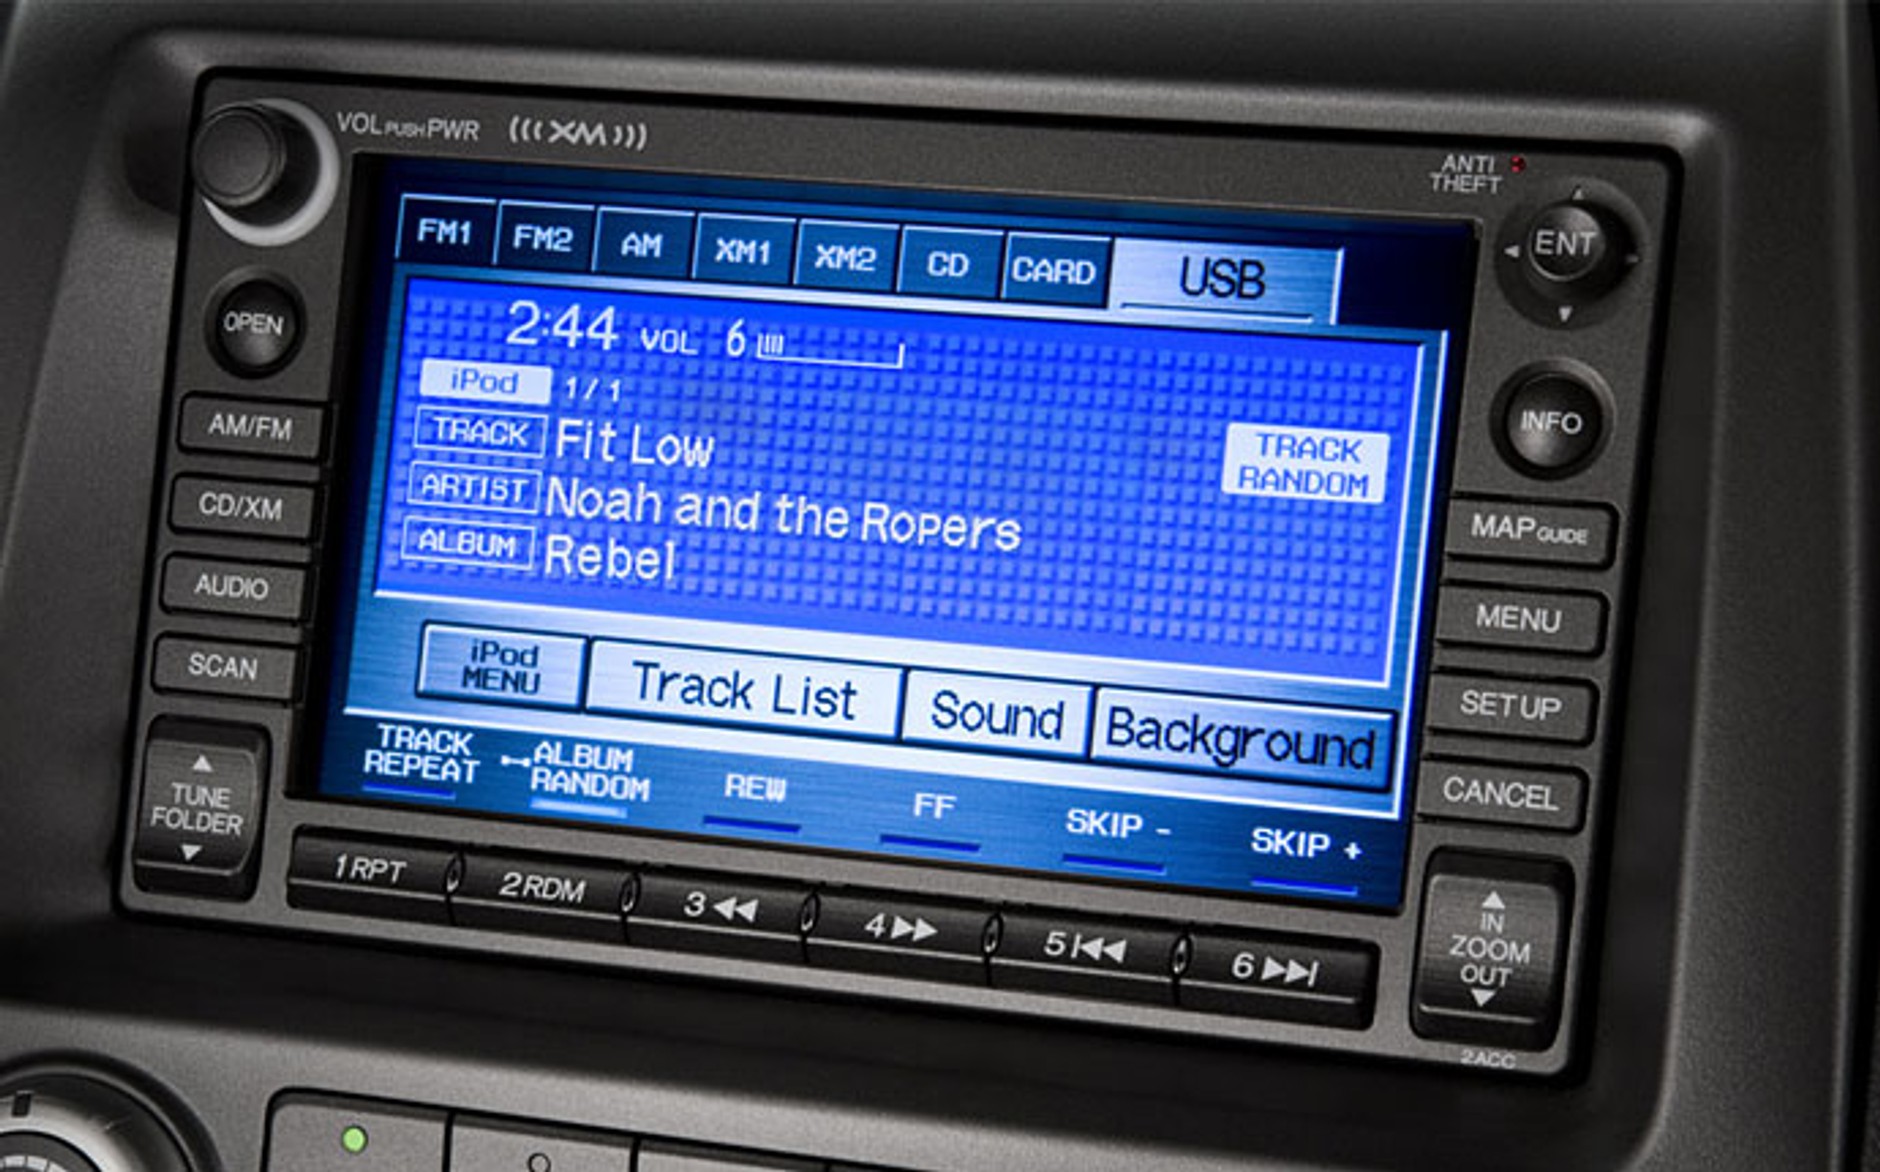 VOL PUSH PWR
XM
ANTI
THEFT
FM1 FM2 AM XM1 XM2 CD CARD USB
ENT
OPEN
2:44 VOL 6
iPod 1/1
TRACK Fit Low
ARTIST Noah and the Ropers
ALBUM Rebel
TRACK
RANDOM
INFO
AM/FM
CD/XM
AUDIO
SCAN
MAP GUIDE
MENU
SETUP
CANCEL
iPod
MENU
Track List
Sound
Background
TRACK
REPEAT
ALBUM
RANDOM
REW
FF
SKIP -
SKIP +
TUNE
FOLDER
1 RPT
2 RDM
3
4
5
6
IN
ZOOM
OUT
2ACC